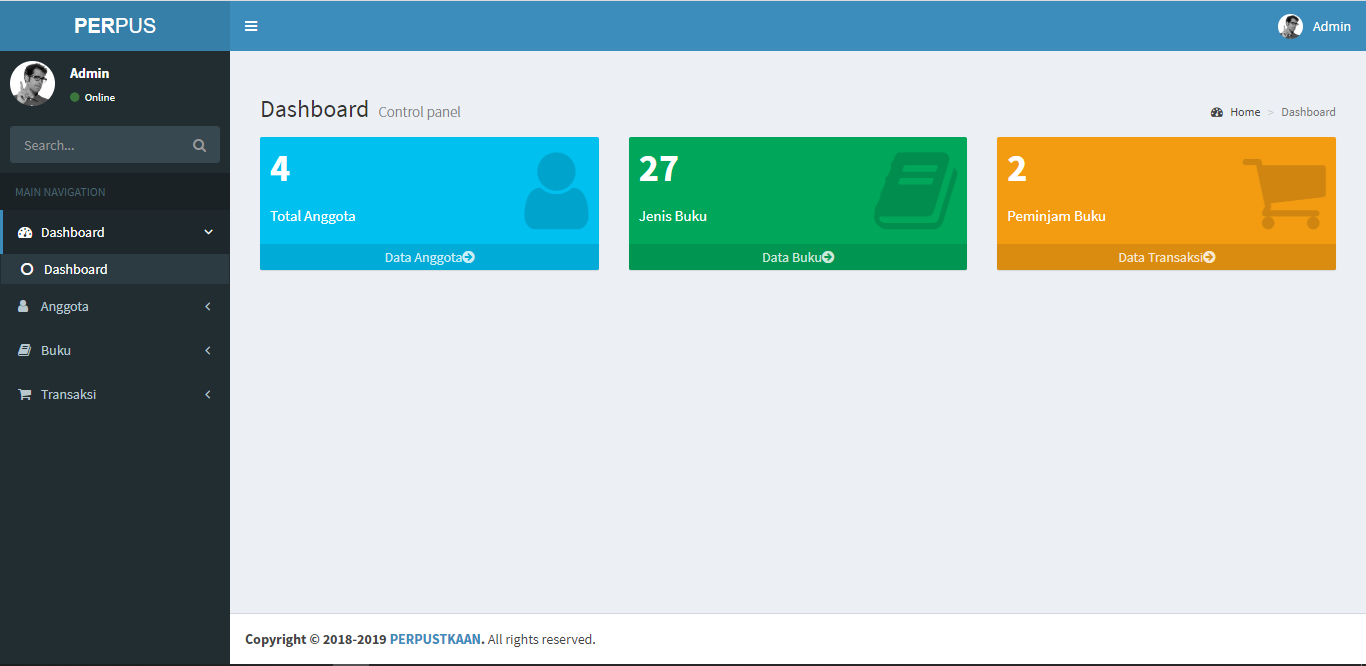 PERPUS
Admin
Admin
Online
Search...
MAIN NAVIGATION
Dashboard
Dashboard
Anggota
Buku
Transaksi
Dashboard Control panel
Home > Dashboard
4
Total Anggota
Data Anggota
27
Jenis Buku
Data Buku
2
Peminjam Buku
Data Transaksi
Copyright © 2018-2019 PERPUSTKAAN. All rights reserved.